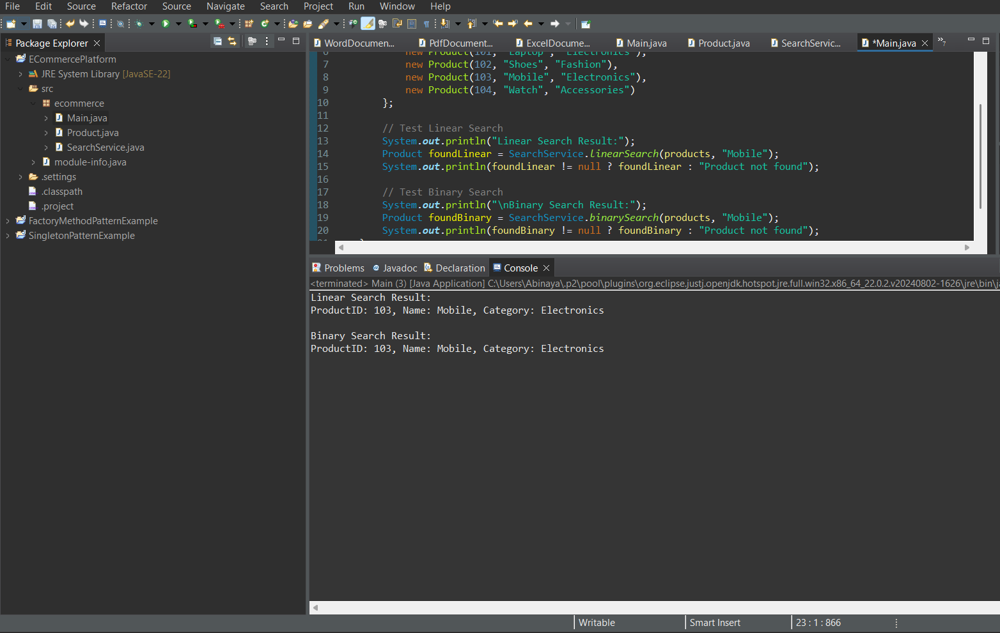 File Edit Source Refactor Source Navigate Search Project Run Window Help
Package Explorer
ECommercePlatform
JRE System Library [JavaSE-22]
src
ecommerce
Main.java
Product.java
SearchService.java
module-info.java
.settings
.classpath
.project
FactoryMethodPatternExample
SingletonPatternExample
WordDocumen... PdfDocument... ExcelDocume... Main.java Product.java SearchServic... *Main.java »7
6 new Product(101, "Laptop", "Electronics"),
7 new Product(102, "Shoes", "Fashion"),
8 new Product(103, "Mobile", "Electronics"),
9 new Product(104, "Watch", "Accessories")
10 };
11
12 // Test Linear Search
13 System.out.println("Linear Search Result:");
14 Product foundLinear = SearchService.linearSearch(products, "Mobile");
15 System.out.println(foundLinear != null ? foundLinear : "Product not found");
16
17 // Test Binary Search
18 System.out.println("\nBinary Search Result:");
19 Product foundBinary = SearchService.binarySearch(products, "Mobile");
20 System.out.println(foundBinary != null ? foundBinary : "Product not found");
Problems Javadoc Declaration Console
<terminated> Main (3) [Java Application] C:\Users\Abinaya\.p2\pool\plugins\org.eclipse.justj.openjdk.hotspot.jre.full.win32.x86_64_22.0.2.v20240802-1626\jre\bin\ja
Linear Search Result:
ProductID: 103, Name: Mobile, Category: Electronics
Binary Search Result:
ProductID: 103, Name: Mobile, Category: Electronics
Writable Smart Insert 23 : 1 : 866